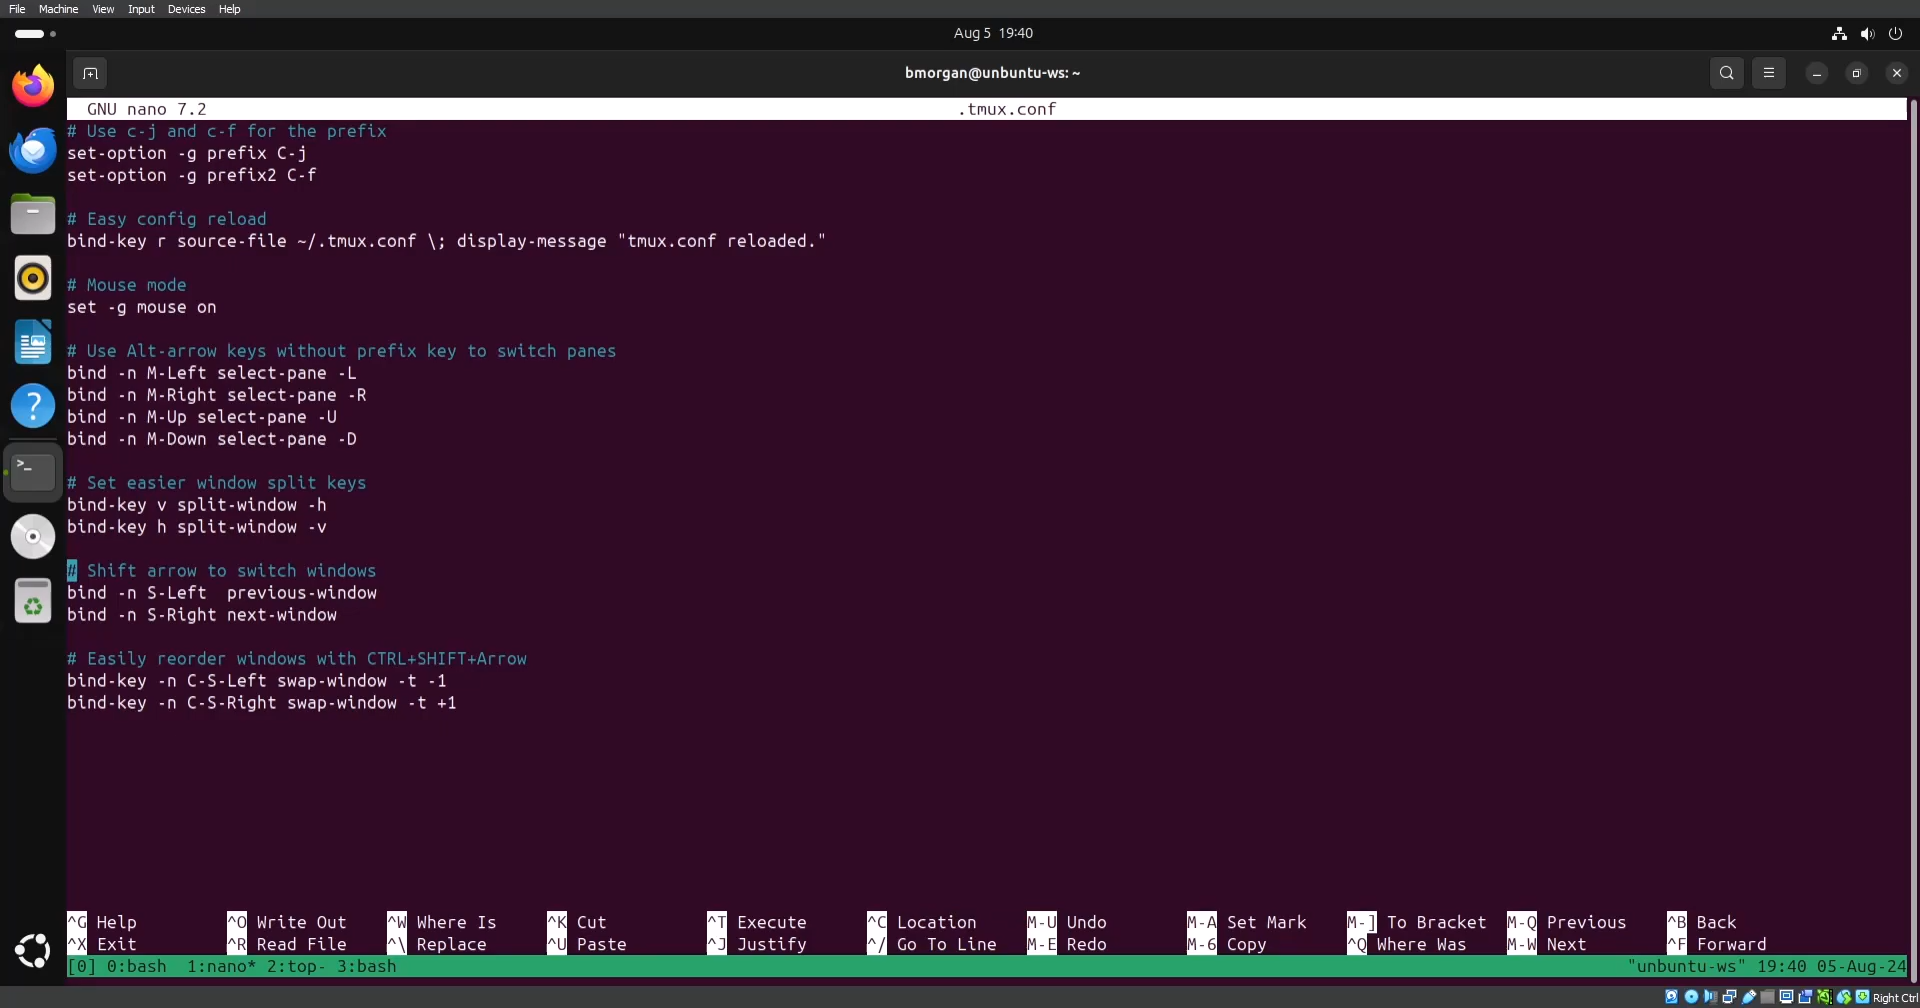 File Machine View Input Devices Help
Aug 5 19:40
bmorgan@unbuntu-ws: ~
GNU nano 7.2 .tmux.conf
# Use c-j and c-f for the prefix
set-option -g prefix C-j
set-option -g prefix2 C-f
# Easy config reload
bind-key r source-file ~/.tmux.conf \; display-message "tmux.conf reloaded."
# Mouse mode
set -g mouse on
# Use Alt-arrow keys without prefix key to switch panes
bind -n M-Left select-pane -L
bind -n M-Right select-pane -R
bind -n M-Up select-pane -U
bind -n M-Down select-pane -D
# Set easier window split keys
bind-key v split-window -h
bind-key h split-window -v
# Shift arrow to switch windows
bind -n S-Left  previous-window
bind -n S-Right next-window
# Easily reorder windows with CTRL+SHIFT+Arrow
bind-key -n C-S-Left swap-window -t -1
bind-key -n C-S-Right swap-window -t +1
^G Help ^O Write Out ^W Where Is ^K Cut ^T Execute ^C Location M-U Undo M-A Set Mark M-] To Bracket M-Q Previous ^B Back
^X Exit ^R Read File ^\ Replace ^U Paste ^J Justify ^/ Go To Line M-E Redo M-6 Copy ^Q Where Was M-W Next ^F Forward
[0] 0:bash  1:nano* 2:top- 3:bash "unbuntu-ws" 19:40 05-Aug-24
Right Ctrl